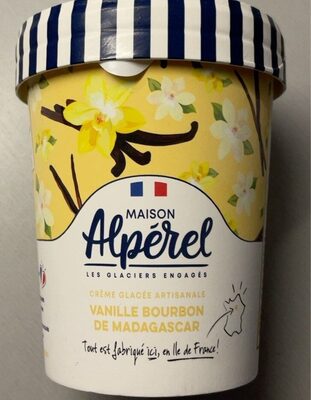 MAISON
Alpérel
LES GLACIERS ENGAGÉS
CRÈME GLACÉE ARTISANALE
VANILLE BOURBON
DE MADAGASCAR
Tout est fabriqué ici, en Ile de France!